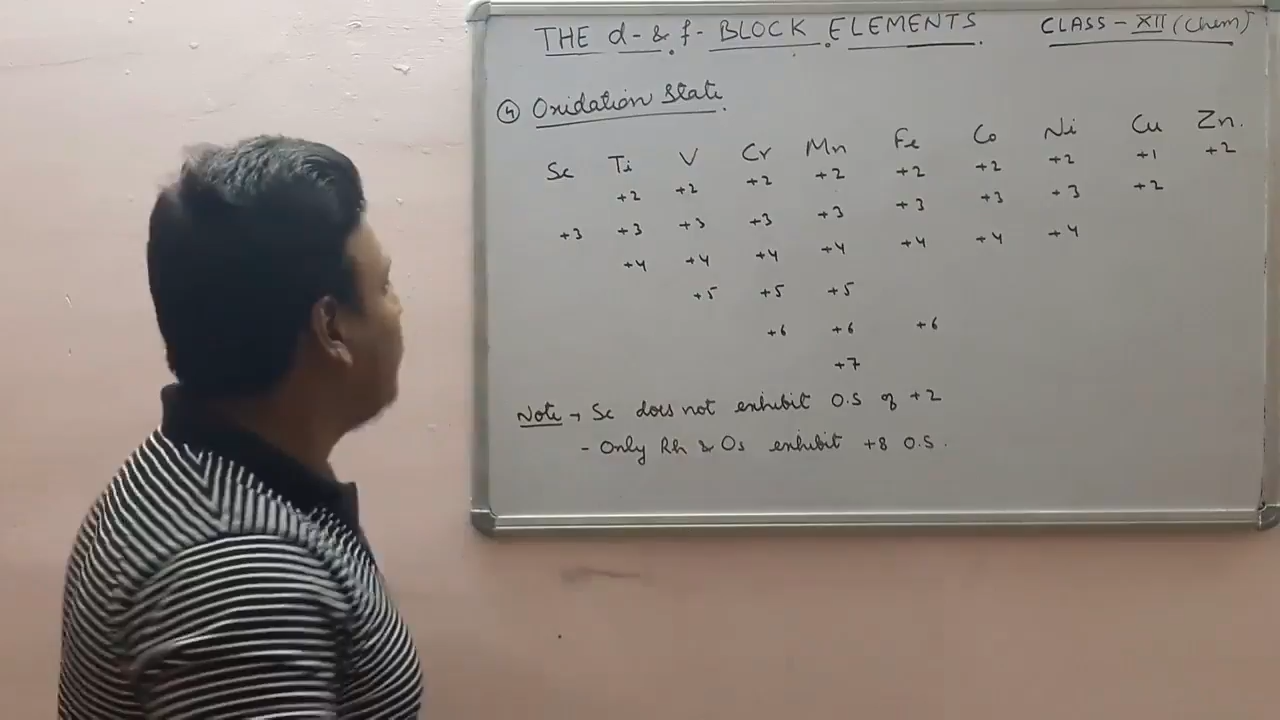 THE d- & f- BLOCK ELEMENTS. CLASS - XII (Chem)
④ Oxidation State.
Sc Ti V Cr Mn Fe Co Ni Cu Zn.
+2 +2 +2 +2 +2 +2 +2 +1 +2
+3 +3 +3 +3 +3 +3 +3 +3 +2
+4 +4 +4 +4 +4 +4 +4
+5 +5 +5
+6 +6 +6
+7
Note → Sc does not exhibit O.S of +2
- Only Rh & Os exhibit +8 O.S.